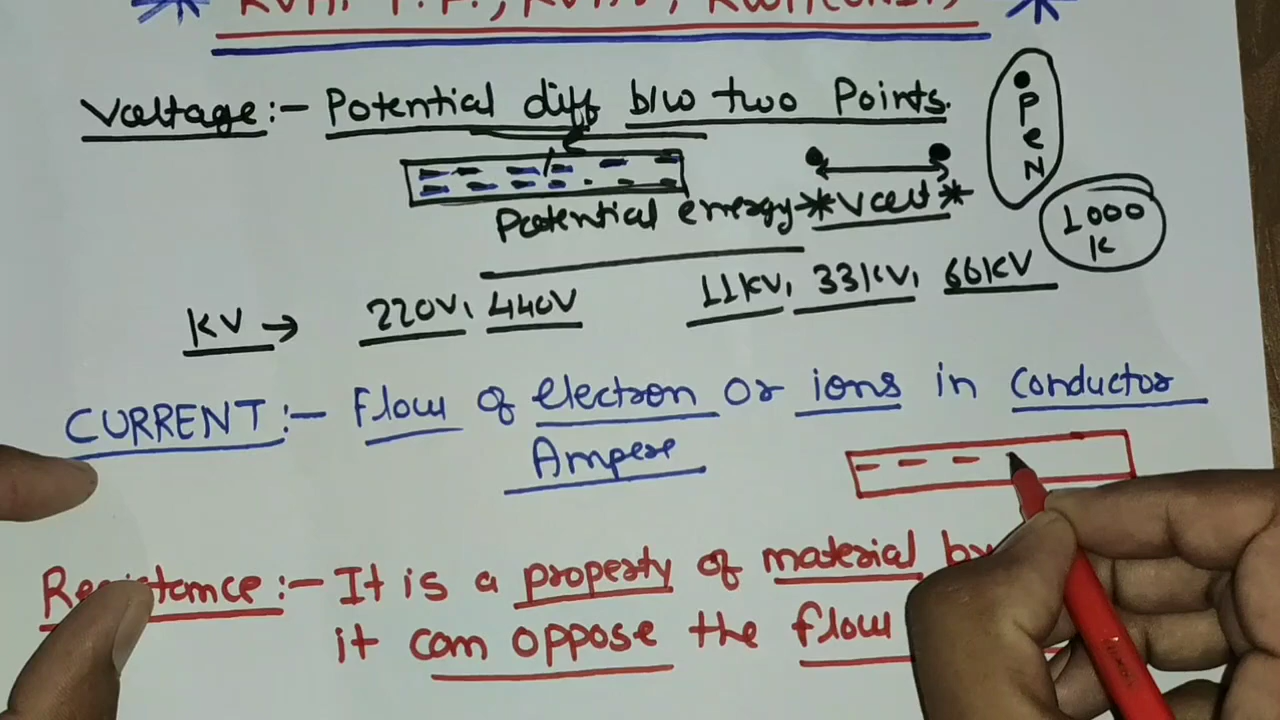 Voltage:- Potential diff b/w two Points.
OPEN
Potential energy *Volt*
1000
K
KV → 220V, 440V 11KV, 33KV, 66KV
CURRENT:- Flow of electron or ions in Conductor
Ampere
Resistance:- It is a property of material by
it can oppose the flow